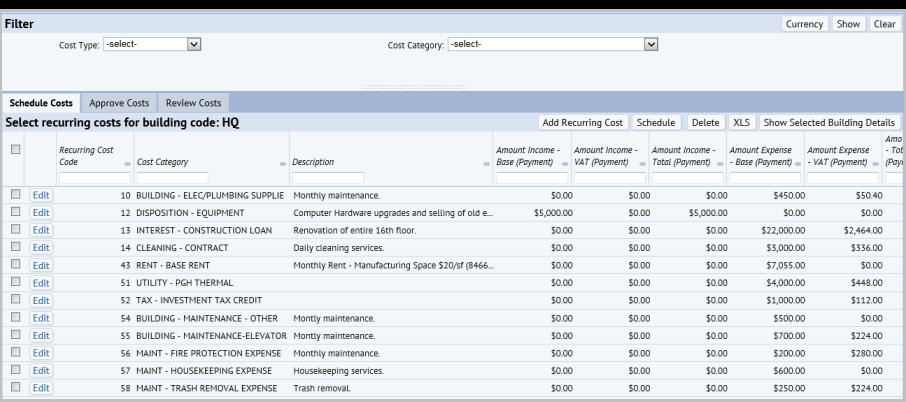 Filter Currency Show Clear
Cost Type: -select- Cost Category: -select-
Schedule Costs Approve Costs Review Costs
Select recurring costs for building code: HQ Add Recurring Cost Schedule Delete XLS Show Selected Building Details
Recurring Cost Code Cost Category Description Amount Income - Base (Payment) Amount Income - VAT (Payment) Amount Income - Total (Payment) Amount Expense - Base (Payment) Amount Expense - VAT (Payment)
Edit 10 BUILDING - ELEC/PLUMBING SUPPLIE Monthly maintenance. $0.00 $0.00 $0.00 $450.00 $50.40
Edit 12 DISPOSITION - EQUIPMENT Computer Hardware upgrades and selling of old e... $5,000.00 $0.00 $5,000.00 $0.00 $0.00
Edit 13 INTEREST - CONSTRUCTION LOAN Renovation of entire 16th floor. $0.00 $0.00 $0.00 $22,000.00 $2,464.00
Edit 14 CLEANING - CONTRACT Daily cleaning services. $0.00 $0.00 $0.00 $3,000.00 $336.00
Edit 43 RENT - BASE RENT Monthly Rent - Manufacturing Space $20/sf (8466... $0.00 $0.00 $0.00 $7,055.00 $0.00
Edit 51 UTILITY - PGH THERMAL $0.00 $0.00 $0.00 $4,000.00 $448.00
Edit 52 TAX - INVESTMENT TAX CREDIT $0.00 $0.00 $0.00 $1,000.00 $112.00
Edit 54 BUILDING - MAINTENANCE - OTHER Montly maintenance. $0.00 $0.00 $0.00 $500.00 $0.00
Edit 55 BUILDING - MAINTENANCE-ELEVATOR Montly maintenance. $0.00 $0.00 $0.00 $700.00 $224.00
Edit 56 MAINT - FIRE PROTECTION EXPENSE Monthly maintenance. $0.00 $0.00 $0.00 $200.00 $280.00
Edit 57 MAINT - HOUSEKEEPING EXPENSE Housekeeping services. $0.00 $0.00 $0.00 $600.00 $0.00
Edit 58 MAINT - TRASH REMOVAL EXPENSE Trash removal. $0.00 $0.00 $0.00 $250.00 $224.00